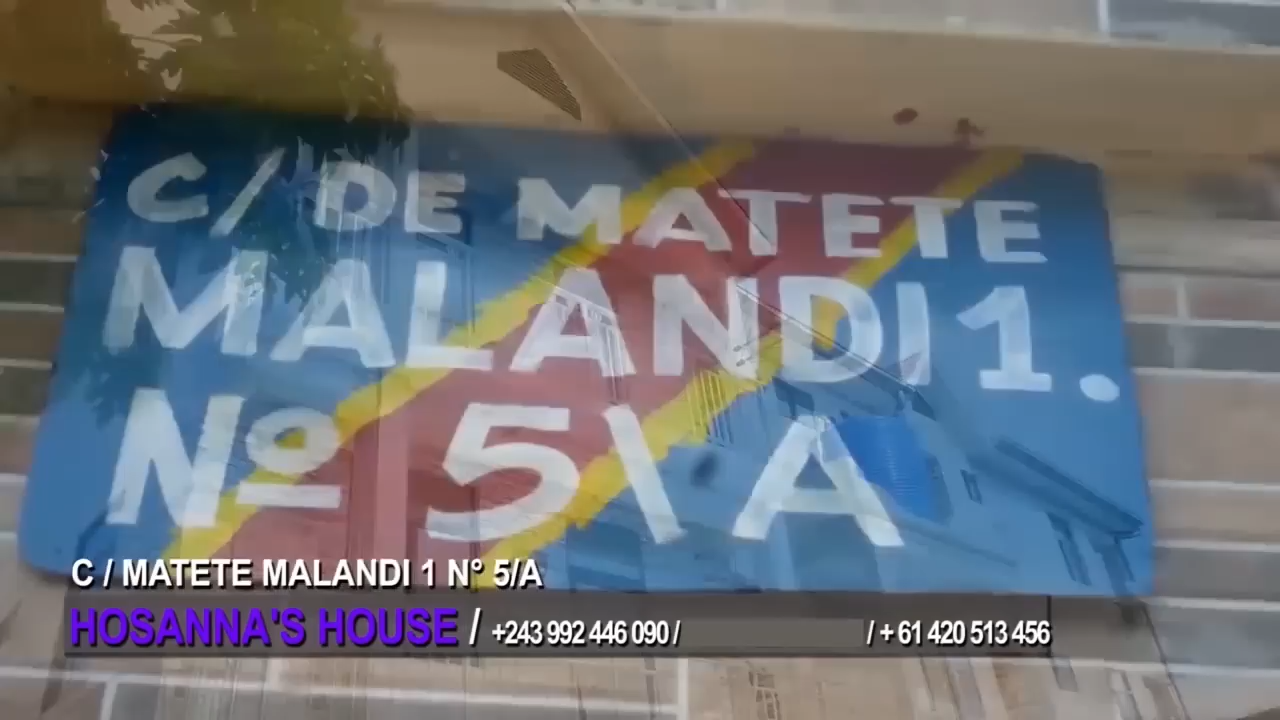 C/DE MATETE
MALANDI 1.
Nº 5\A
C / MATETE MALANDI 1 N° 5/A
HOSANNA'S HOUSE / +243 992 446 090 / / + 61 420 513 456